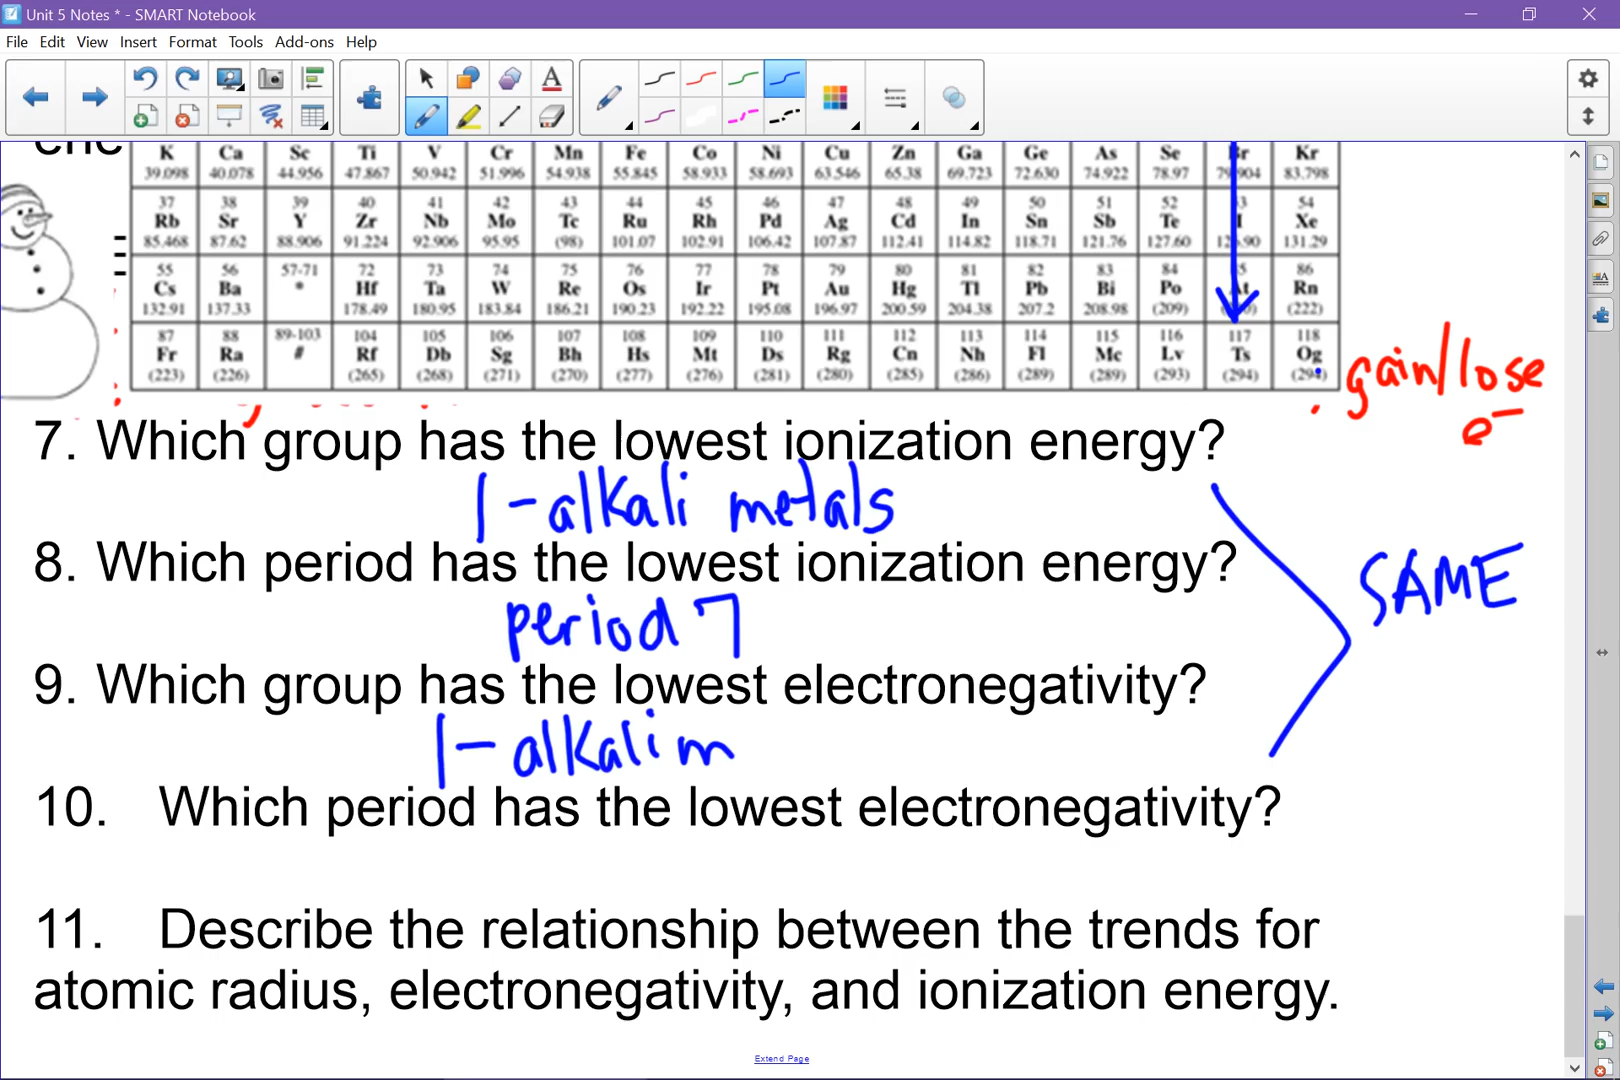 Unit 5 Notes * - SMART Notebook
File Edit View Insert Format Tools Add-ons Help
K Ca Sc Ti V Cr Mn Fe Co Ni Cu Zn Ga Ge As Se Br Kr
39.098 40.078 44.956 47.867 50.942 51.996 54.938 55.845 58.933 58.693 63.546 65.38 69.723 72.630 74.922 78.97 79.904 83.798
37 38 39 40 41 42 43 44 45 46 47 48 49 50 51 52 54
Rb Sr Y Zr Nb Mo Tc Ru Rh Pd Ag Cd In Sn Sb Te I Xe
85.468 87.62 88.906 91.224 92.906 95.95 (98) 101.07 102.91 106.42 107.87 112.41 114.82 118.71 121.76 127.60 131.29
55 56 57-71 72 73 74 75 76 77 78 79 80 81 82 83 84 86
Cs Ba * Hf Ta W Re Os Ir Pt Au Hg Tl Pb Bi Po At Rn
132.91 137.33 178.49 180.95 183.84 186.21 190.23 192.22 195.08 196.97 200.59 204.38 207.2 208.98 (209) (222)
87 88 89-103 104 105 106 107 108 109 110 111 112 113 114 115 116 117 118
Fr Ra # Rf Db Sg Bh Hs Mt Ds Rg Cn Nh Fl Mc Lv Ts Og
(223) (226) (265) (268) (271) (270) (277) (276) (281) (280) (285) (286) (289) (289) (293) (294) (294)
gain/lose
e⁻
7. Which group has the lowest ionization energy?
1 - alkali metals
8. Which period has the lowest ionization energy?
period 7
SAME
9. Which group has the lowest electronegativity?
1 - alkali m
10. Which period has the lowest electronegativity?
11. Describe the relationship between the trends for
atomic radius, electronegativity, and ionization energy.
Extend Page